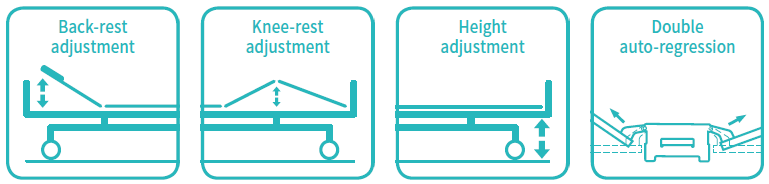 Back-rest
adjustment
Knee-rest
adjustment
Height
adjustment
Double
auto-regression